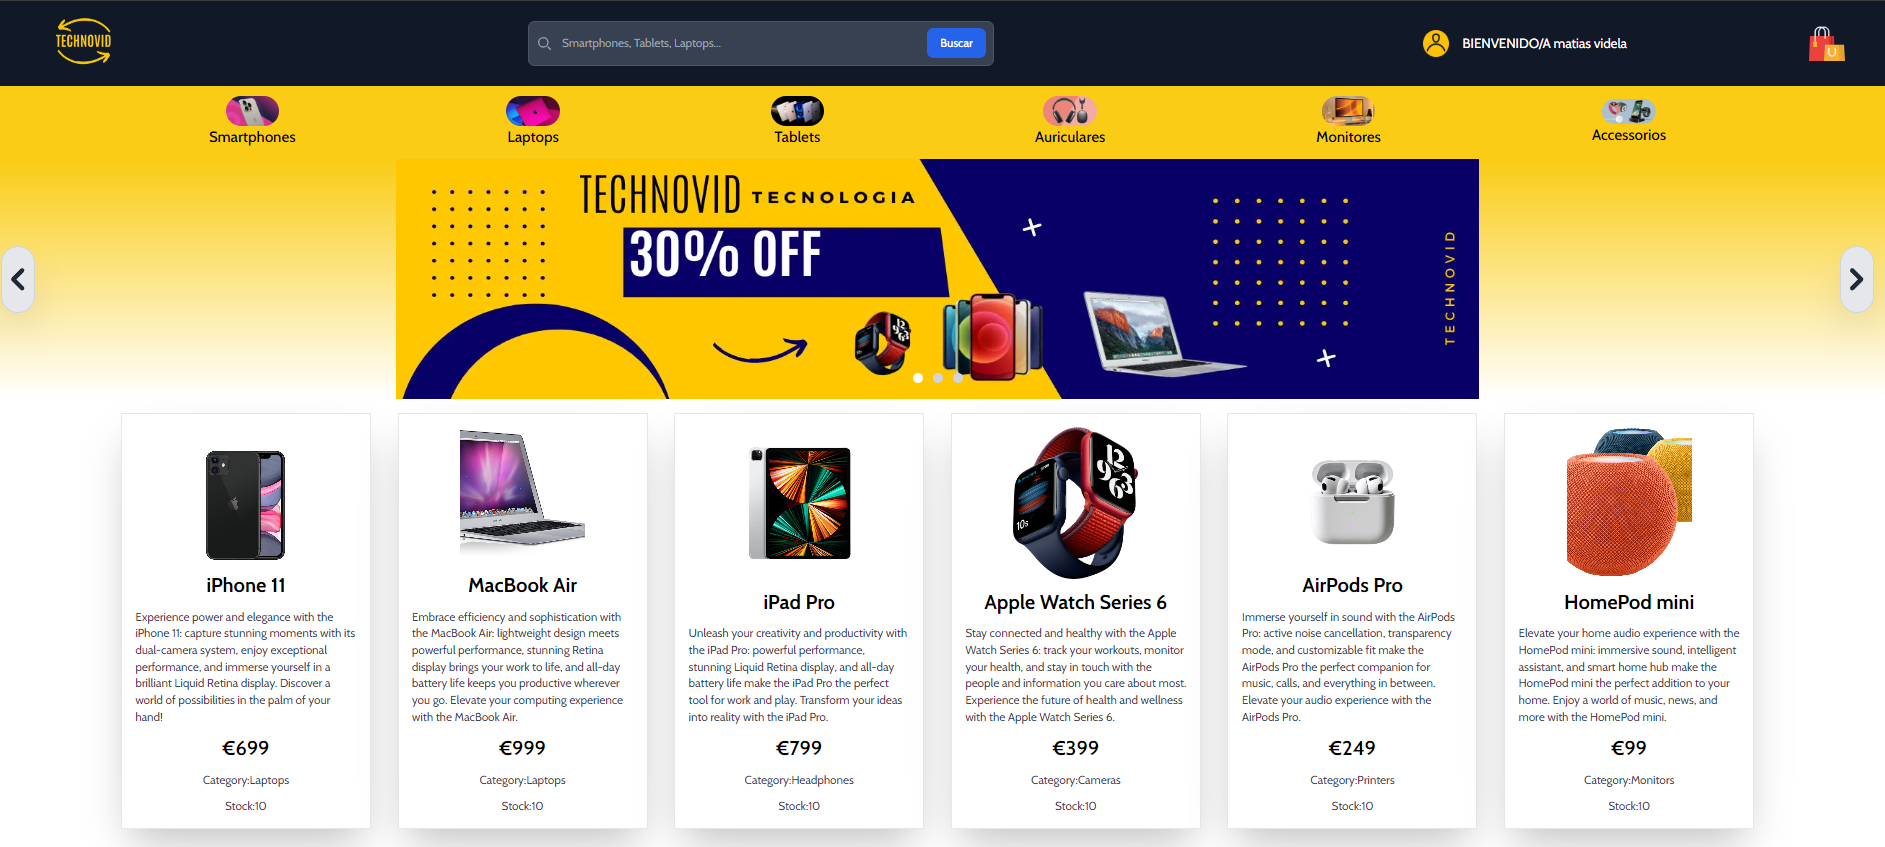 TECHNOVID
Smartphones, Tablets, Laptops...
Buscar
BIENVENIDO/A matias videla
U
Smartphones
Laptops
Tablets
Auriculares
Monitores
Accessorios
TECHNOVID TECNOLOGIA
30% OFF
TECHNOVID
iPhone 11
Experience power and elegance with the
iPhone 11: capture stunning moments with its
dual-camera system, enjoy exceptional
performance, and immerse yourself in a
brilliant Liquid Retina display. Discover a
world of possibilities in the palm of your
hand!
€699
Category:Laptops
Stock:10
MacBook Air
Embrace efficiency and sophistication with
the MacBook Air: lightweight design meets
powerful performance, stunning Retina
display brings your work to life, and all-day
battery life keeps you productive wherever
you go. Elevate your computing experience
with the MacBook Air.
€999
Category:Laptops
Stock:10
iPad Pro
Unleash your creativity and productivity with
the iPad Pro: powerful performance,
stunning Liquid Retina display, and all-day
battery life make the iPad Pro the perfect
tool for work and play. Transform your ideas
into reality with the iPad Pro.
€799
Category:Headphones
Stock:10
12
9 3
6
10s
Apple Watch Series 6
Stay connected and healthy with the Apple
Watch Series 6: track your workouts, monitor
your health, and stay in touch with the
people and information you care about most.
Experience the future of health and wellness
with the Apple Watch Series 6.
€399
Category:Cameras
Stock:10
AirPods Pro
Immerse yourself in sound with the AirPods
Pro: active noise cancellation, transparency
mode, and customizable fit make the
AirPods Pro the perfect companion for
music, calls, and everything in between.
Elevate your audio experience with the
AirPods Pro.
€249
Category:Printers
Stock:10
HomePod mini
Elevate your home audio experience with the
HomePod mini: immersive sound, intelligent
assistant, and smart home hub make the
HomePod mini the perfect addition to your
home. Enjoy a world of music, news, and
more with the HomePod mini.
€99
Category:Monitors
Stock:10